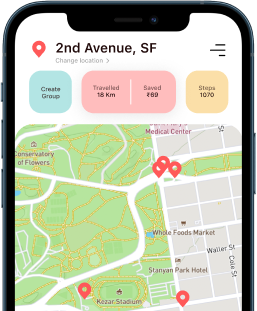 2nd Avenue, SF
Change location >
Create
Group
Travelled
18 Km
Saved
₹69
Steps
1070
Medical Center
St
Conservatory
of Flowers
Whole Foods Market
Waller St
Cole St
Stanyan Park Hotel
Kezar Stadium